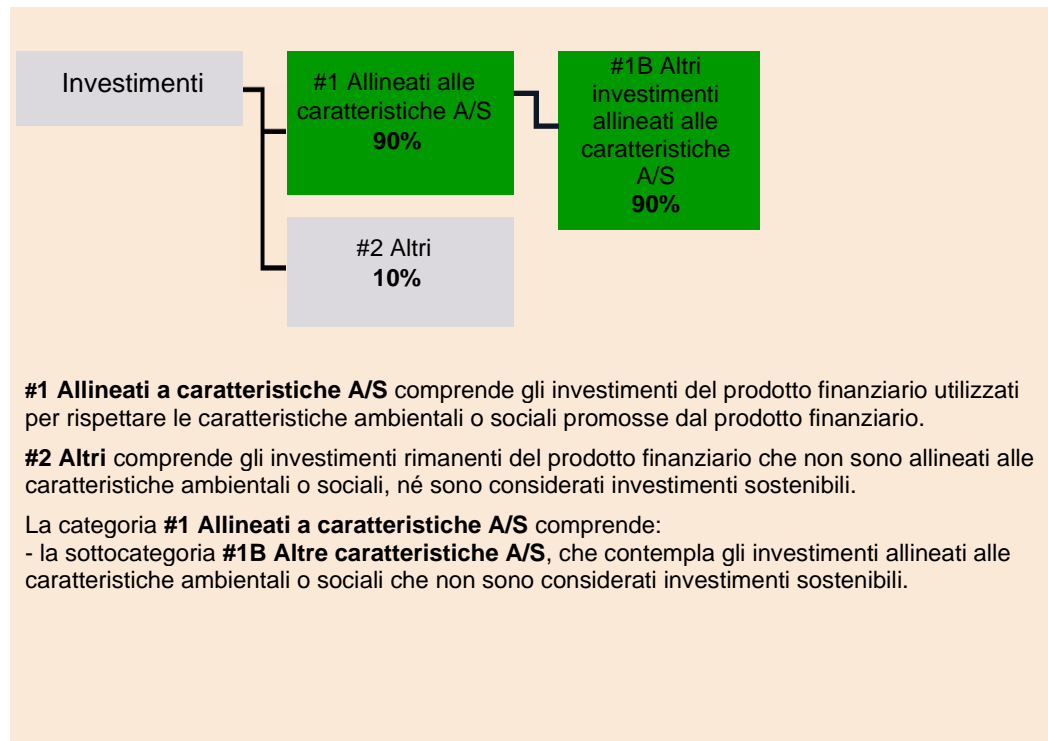 Investimenti
#1 Allineati alle
caratteristiche A/S
90%
#1B Altri
investimenti
allineati alle
caratteristiche
A/S
90%
#2 Altri
10%
#1 Allineati a caratteristiche A/S comprende gli investimenti del prodotto finanziario utilizzati
per rispettare le caratteristiche ambientali o sociali promosse dal prodotto finanziario.
#2 Altri comprende gli investimenti rimanenti del prodotto finanziario che non sono allineati alle
caratteristiche ambientali o sociali, né sono considerati investimenti sostenibili.
La categoria #1 Allineati a caratteristiche A/S comprende:
- la sottocategoria #1B Altre caratteristiche A/S, che contempla gli investimenti allineati alle
caratteristiche ambientali o sociali che non sono considerati investimenti sostenibili.